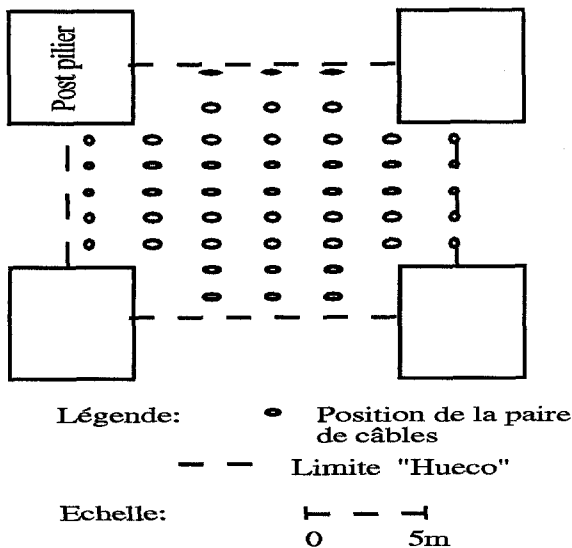 Post pilier
Légende:
Position de la paire
de câbles
Limite "Hueco"
Echelle:
0 5m